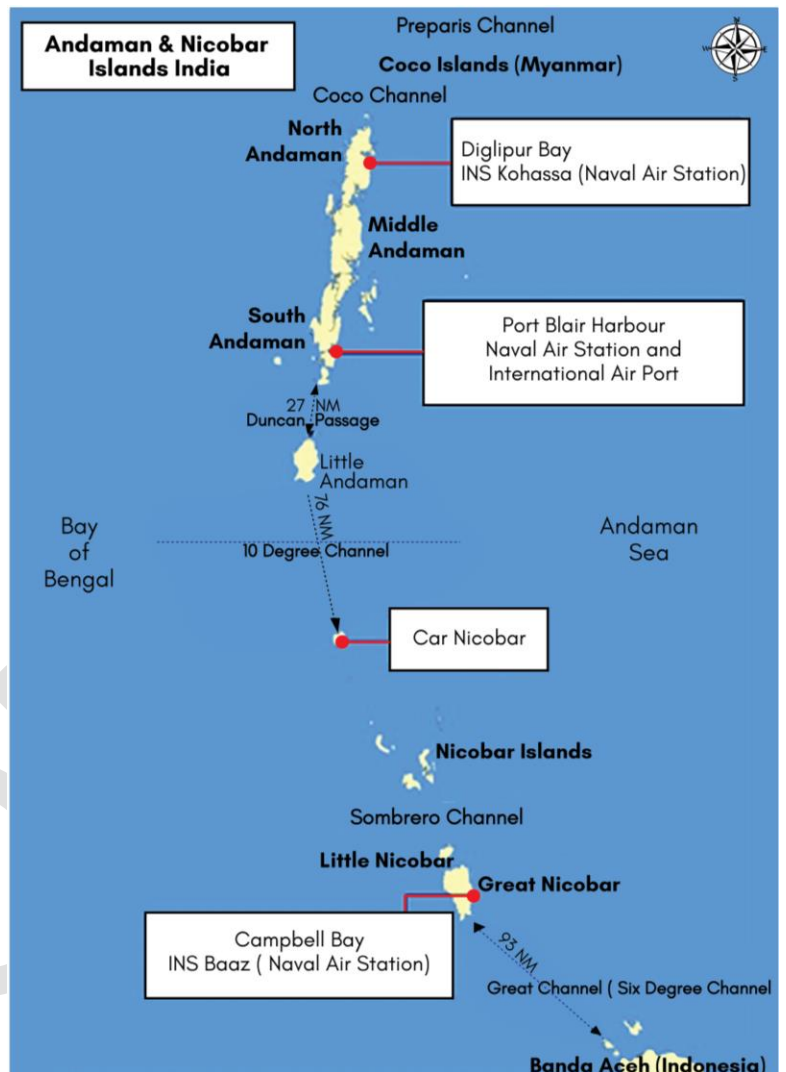 Andaman & Nicobar
Islands India
Preparis Channel
N
W
E
S
Coco Islands (Myanmar)
Coco Channel
North
Andaman
Diglipur Bay
INS Kohassa (Naval Air Station)
Middle
Andaman
South
Andaman
Port Blair Harbour
Naval Air Station and
International Air Port
27 NM
Duncan Passage
Little
Andaman
76 NM
Bay
of
Bengal
10 Degree Channel
Andaman
Sea
Car Nicobar
Nicobar Islands
Sombrero Channel
Little Nicobar
Great Nicobar
Campbell Bay
INS Baaz ( Naval Air Station)
93 NM
Great Channel ( Six Degree Channel
Banda Aceh (Indonesia)